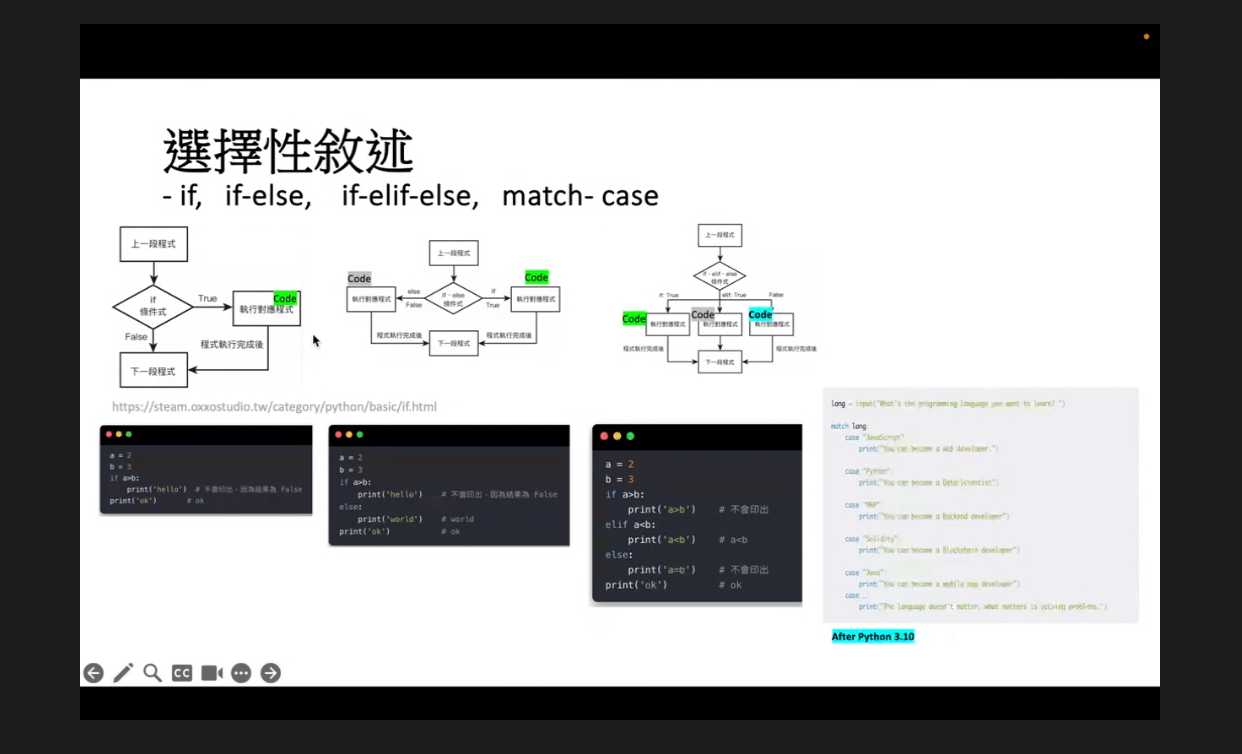 選擇性敘述
- if, if-else, if-elif-else, match- case
上一段程式
if
條件式
True
Code
執行對應程式
False
程式執行完成後
下一段程式
上一段程式
Code
執行對應程式
else
False
if - else
條件式
if
True
Code
執行對應程式
程式執行完成後
程式執行完成後
下一段程式
上一段程式
if - elif - else
條件式
if: True
elif: True
False
Code
執行對應程式
Code
執行對應程式
Code
執行對應程式
程式執行完成後
程式執行完成後
下一段程式
https://steam.oxxostudio.tw/category/python/basic/if.html
a = 2
b = 3
if a>b:
print('hello') # 不會印出，因為結果為 False
print('ok') # ok
a = 2
b = 3
if a>b:
print('hello') # 不會印出，因為結果為 False
else:
print('world') # world
print('ok') # ok
a = 2
b = 3
if a>b:
print('a>b') # 不會印出
elif a<b:
print('a<b') # a<b
else:
print('a=b') # 不會印出
print('ok') # ok
lang = input("What's the programming language you want to learn? ")
match lang:
case "JavaScript":
print("You can become a web developer.")
case "Python":
print("You can become a Data Scientist")
case "PHP":
print("You can become a Backend developer")
case "Solidity":
print("You can become a Blockchain developer")
case "Java":
print("You can become a mobile app developer")
case _:
print("The language doesn't matter, what matters is solving problems.")
After Python 3.10
CC